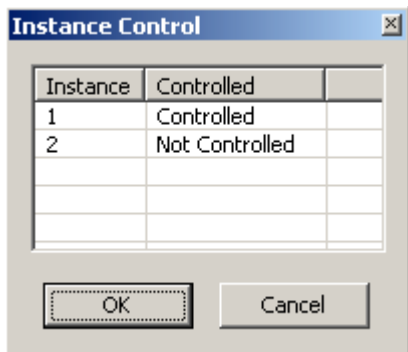 Instance Control
Instance Controlled
1 Controlled
2 Not Controlled
OK Cancel